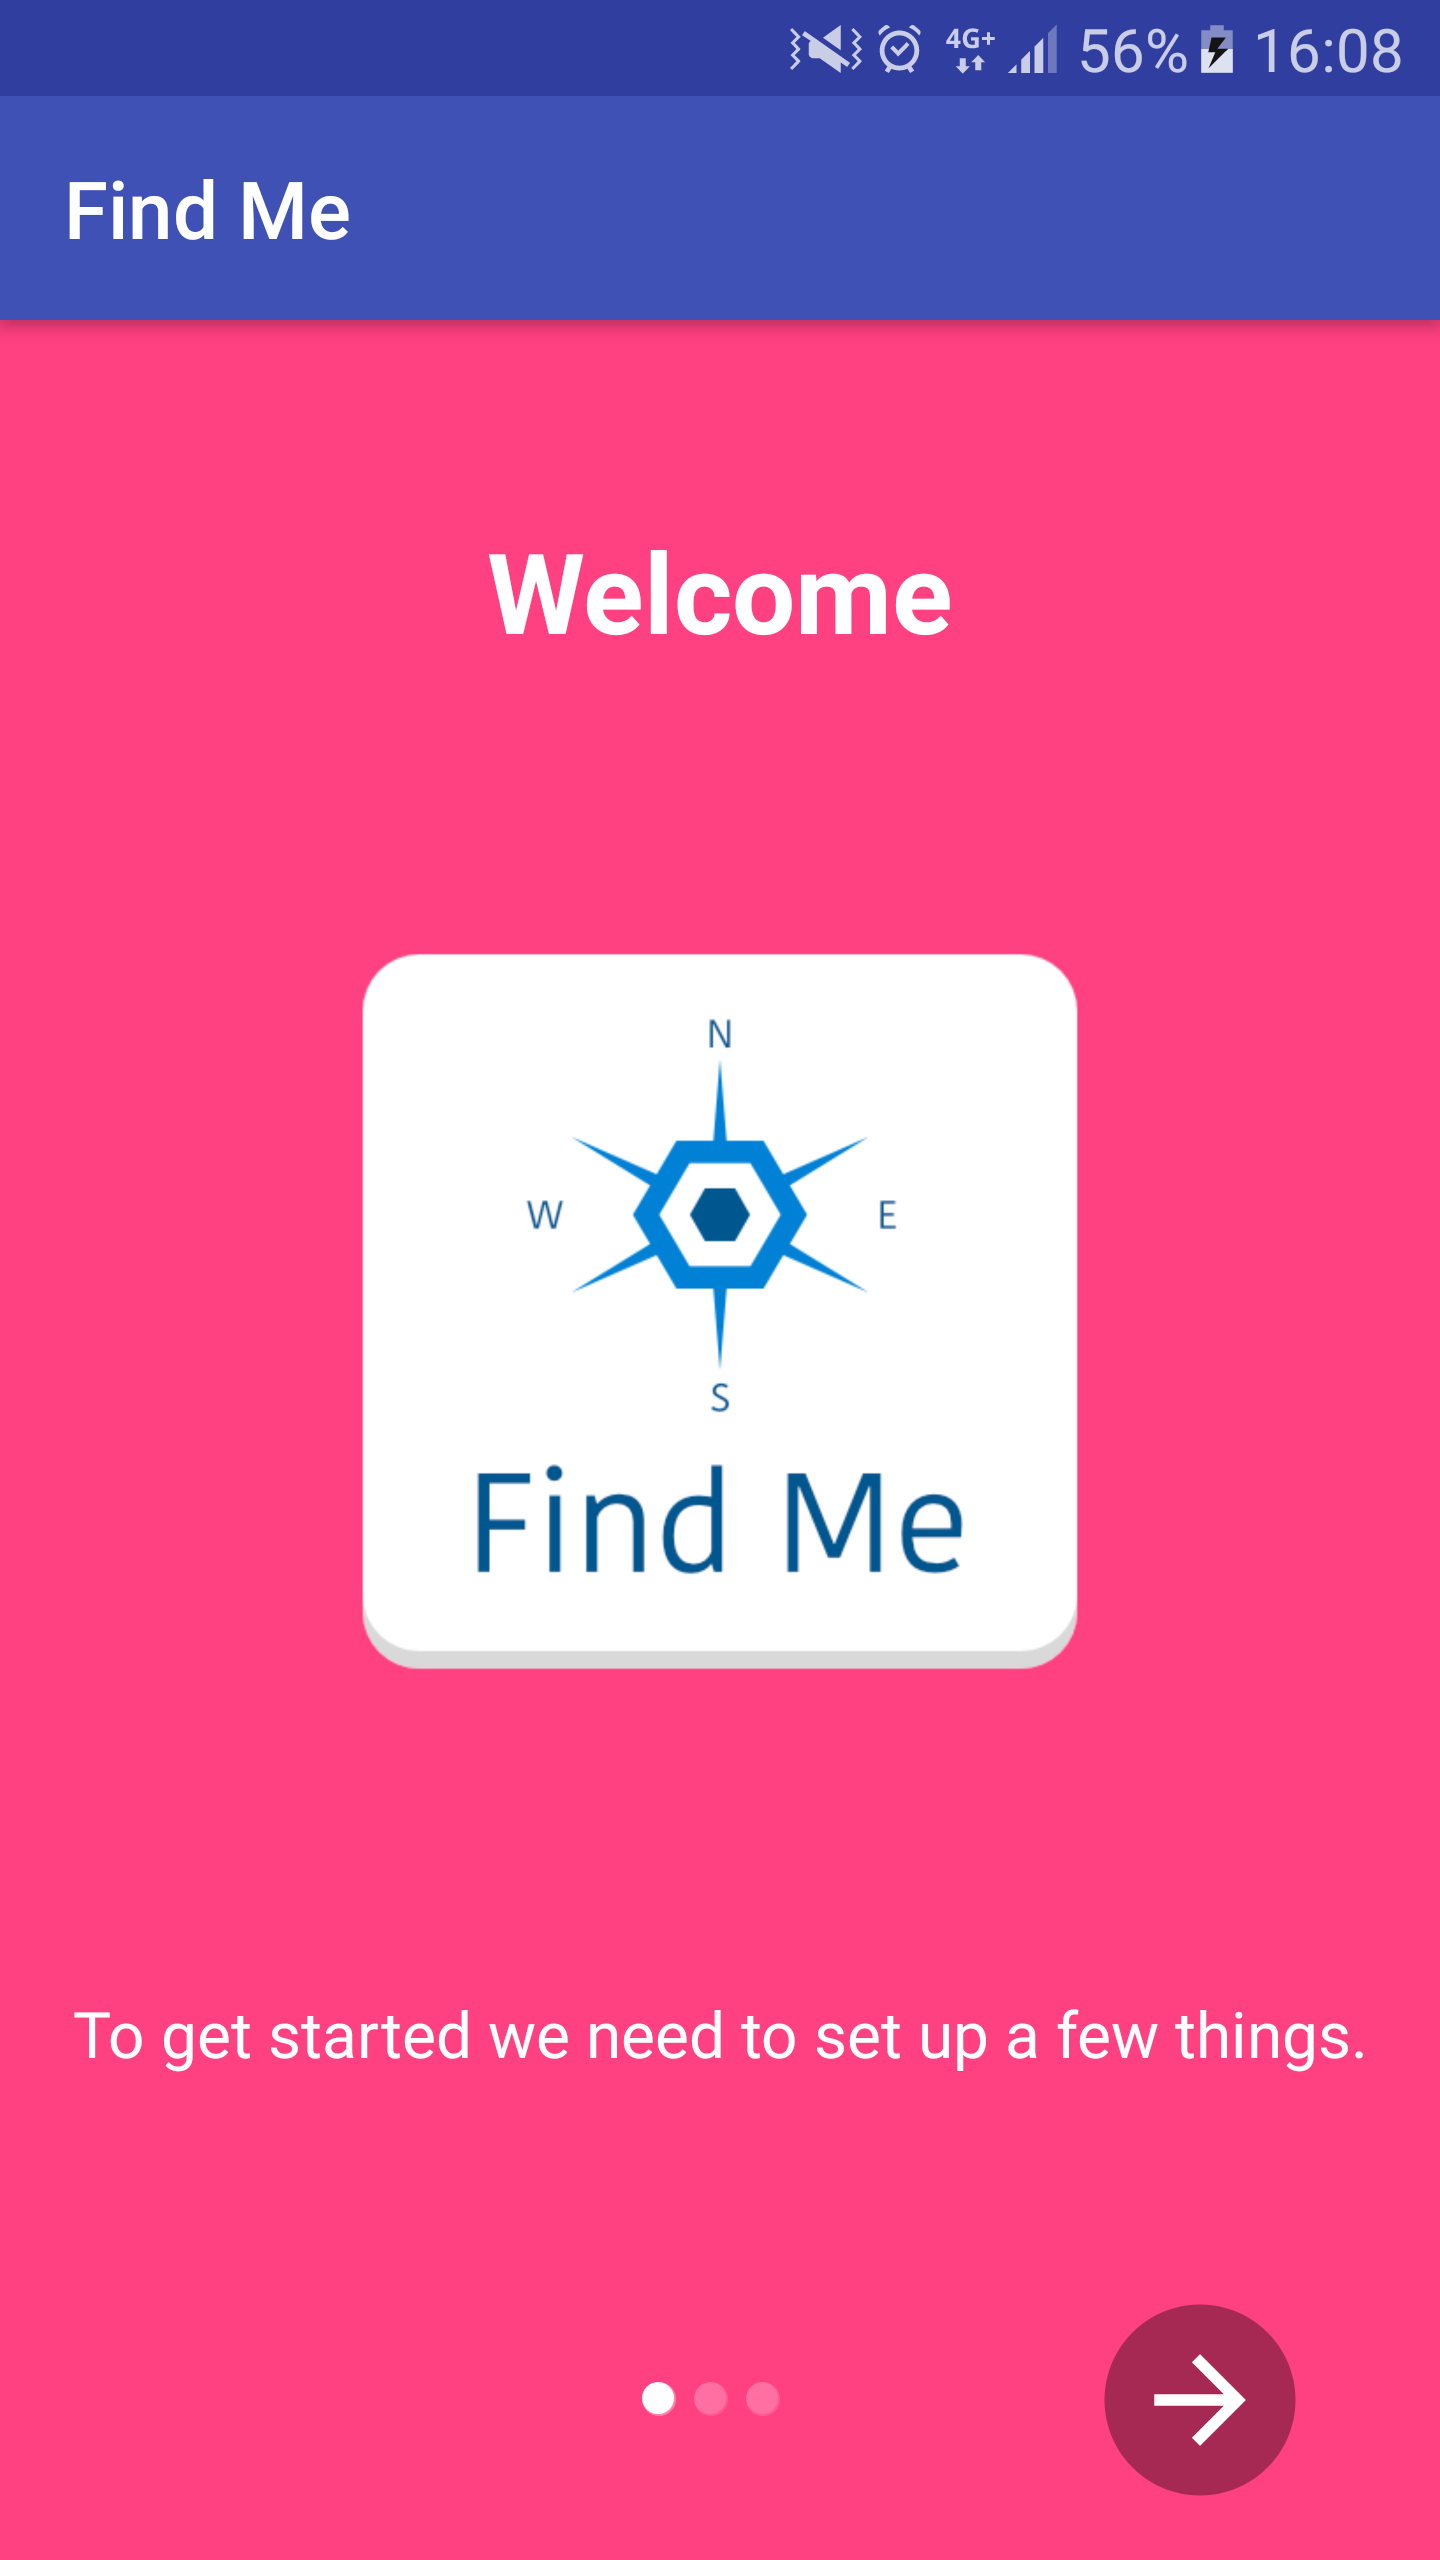 4G+ 56% 16:08
Find Me
Welcome
N
W E
S
Find Me
To get started we need to set up a few things.